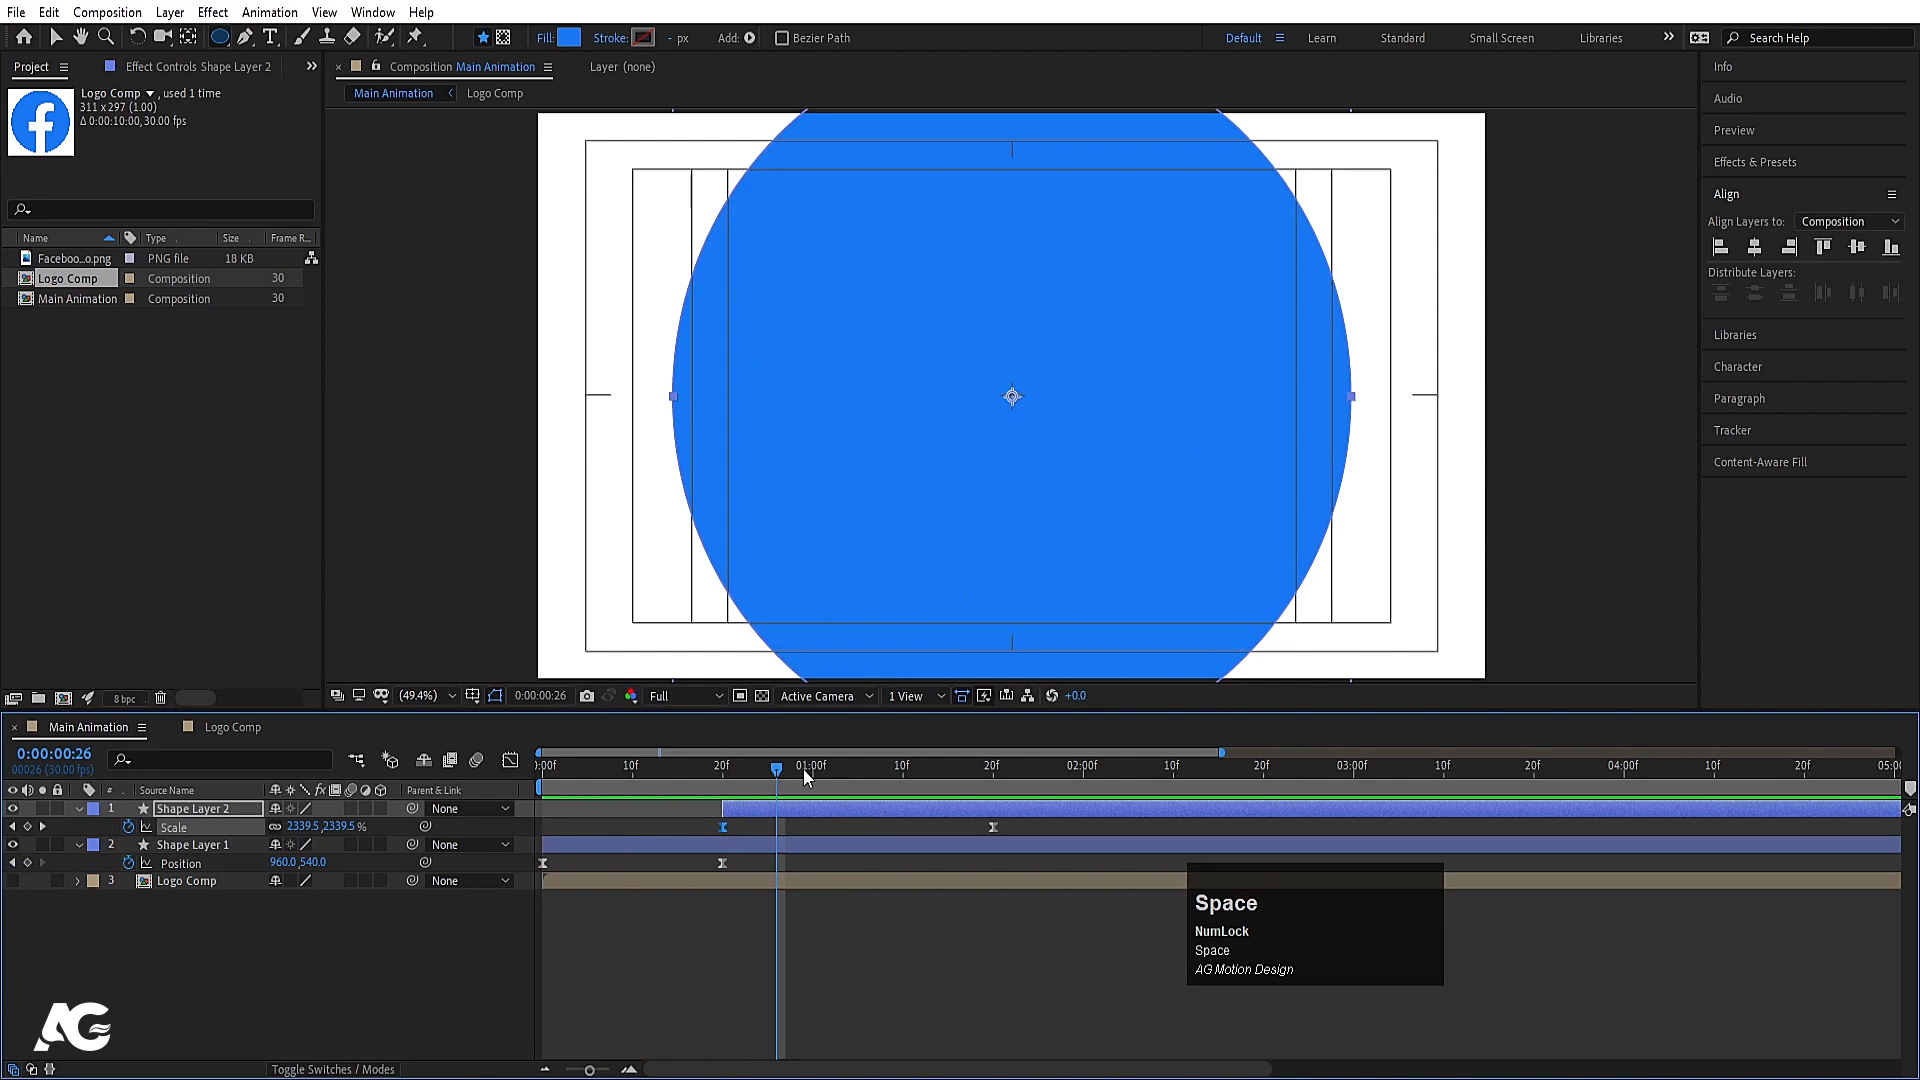 File Edit Composition Layer Effect Animation View Window Help
Fill: Stroke: - px Add: Bezier Path Default Learn Standard Small Screen Libraries Search Help
Project Effect Controls Shape Layer 2 Composition Main Animation Layer (none) Info
Logo Comp , used 1 time
311 x 297 (1.00)
Δ 0:00:10:00, 30.00 fps
Main Animation Logo Comp
Audio
Preview
Effects & Presets
Align
Align Layers to: Composition
Distribute Layers:
Libraries
Character
Paragraph
Tracker
Content-Aware Fill
Name Type Size Frame R...
Faceboo...o.png PNG file 18 KB
Logo Comp Composition 30
Main Animation Composition 30
8 bpc (49.4%) 0:00:00:26 Full Active Camera 1 View +0.0
Main Animation Logo Comp
0:00:00:26
00026 (30.00 fps)
):00f 10f 20f 01:00f 10f 20f 02:00f 10f 20f 03:00f 10f 20f 04:00f 10f 20f 05:00
# Source Name fx Parent & Link
1 Shape Layer 2 None
Scale 2339.5,2339.5%
2 Shape Layer 1 None
Position 960.0,540.0
3 Logo Comp None
Space
NumLock
Space
AG Motion Design
AG
Toggle Switches / Modes